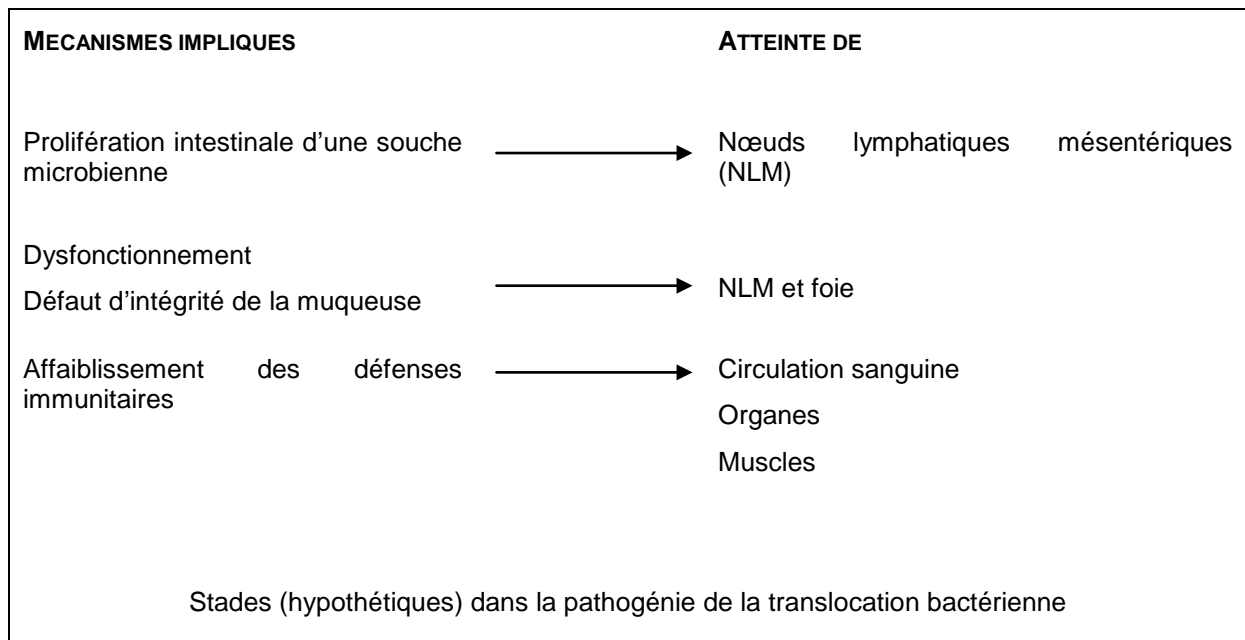 MECANISMES IMPLIQUES
ATTEINTE DE
Prolifération intestinale d'une souche
microbienne
Nœuds lymphatiques mésentériques
(NLM)
Dysfonctionnement
Défaut d'intégrité de la muqueuse
NLM et foie
Affaiblissement des défenses
immunitaires
Circulation sanguine
Organes
Muscles
Stades (hypothétiques) dans la pathogénie de la translocation bactérienne